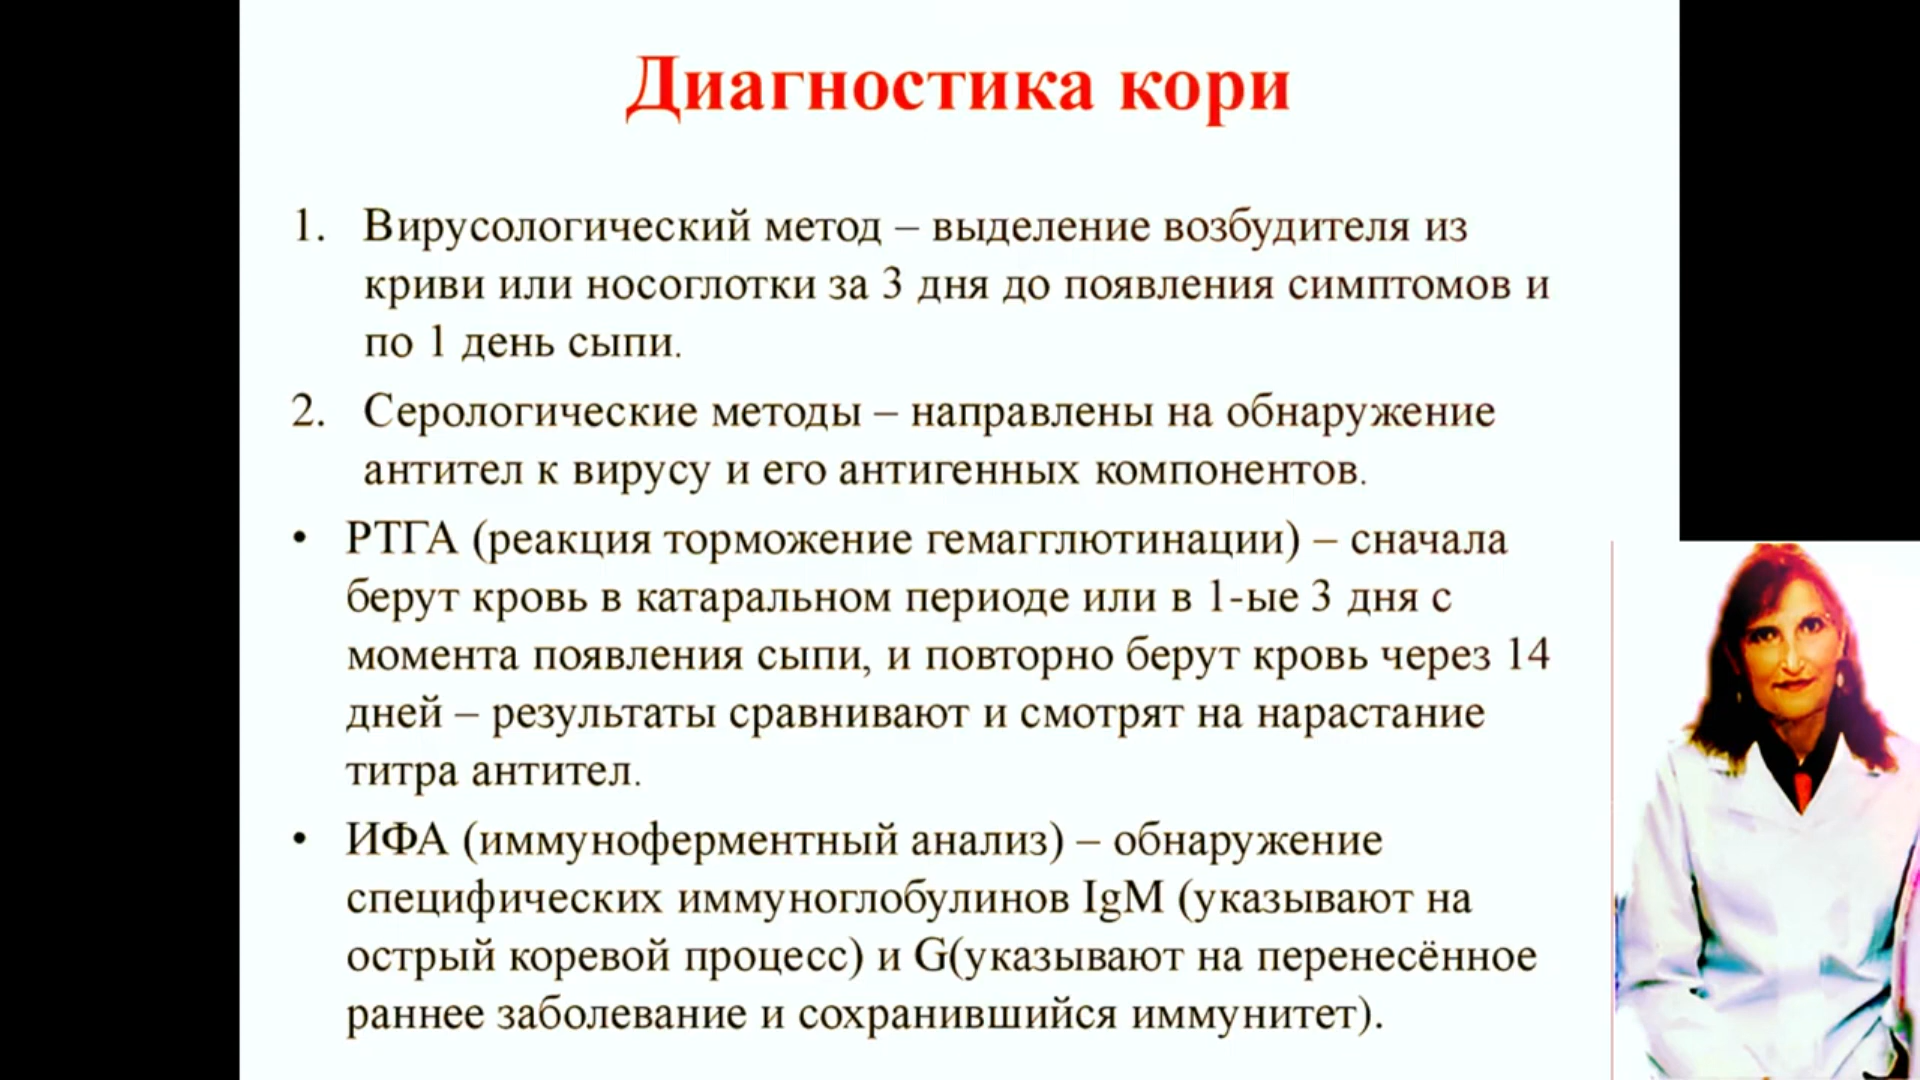 Диагностика кори
1. Вирусологический метод – выделение возбудителя из
криви или носоглотки за 3 дня до появления симптомов и
по 1 день сыпи.
2. Серологические методы – направлены на обнаружение
антител к вирусу и его антигенных компонентов.
• РТГА (реакция торможение гемагглютинации) – сначала
берут кровь в катаральном периоде или в 1-ые 3 дня с
момента появления сыпи, и повторно берут кровь через 14
дней – результаты сравнивают и смотрят на нарастание
титра антител.
• ИФА (иммуноферментный анализ) – обнаружение
специфических иммуноглобулинов IgM (указывают на
острый коревой процесс) и G(указывают на перенесённое
раннее заболевание и сохранившийся иммунитет).